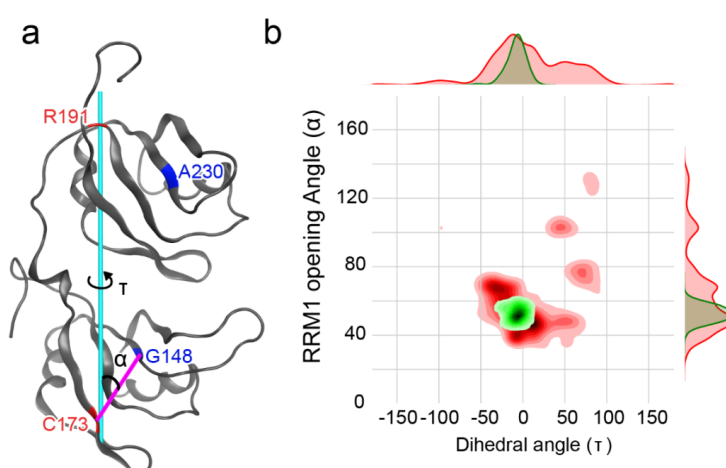 a
R191
A230
τ
α
G148
C173
b
RRM1 opening Angle (α)
160
120
80
40
0
-150 -100 -50 0 50 100 150
Dihedral angle (τ)